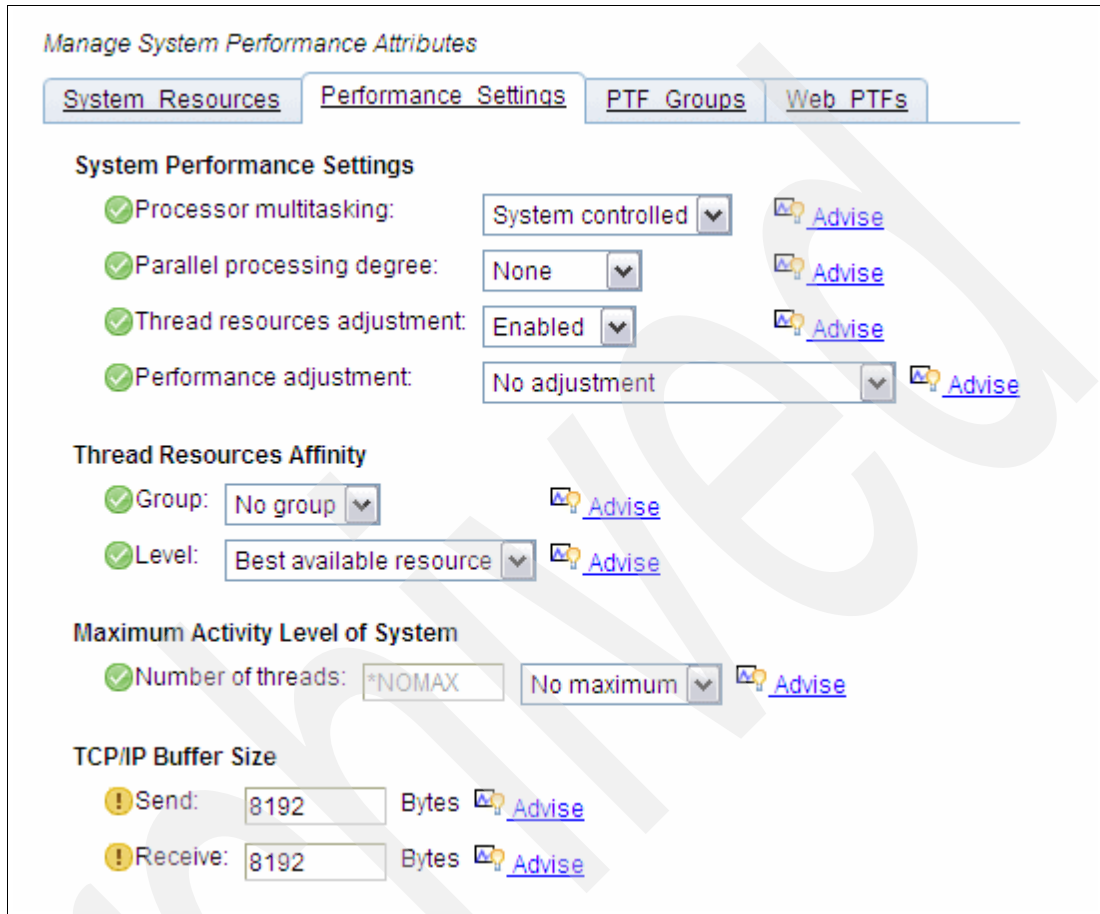 Manage System Performance Attributes
System Resources Performance Settings PTF Groups Web PTFs
System Performance Settings
Processor multitasking: System controlled Advise
Parallel processing degree: None Advise
Thread resources adjustment: Enabled Advise
Performance adjustment: No adjustment Advise
Thread Resources Affinity
Group: No group Advise
Level: Best available resource Advise
Maximum Activity Level of System
Number of threads: *NOMAX No maximum Advise
TCP/IP Buffer Size
Send: 8192 Bytes Advise
Receive: 8192 Bytes Advise